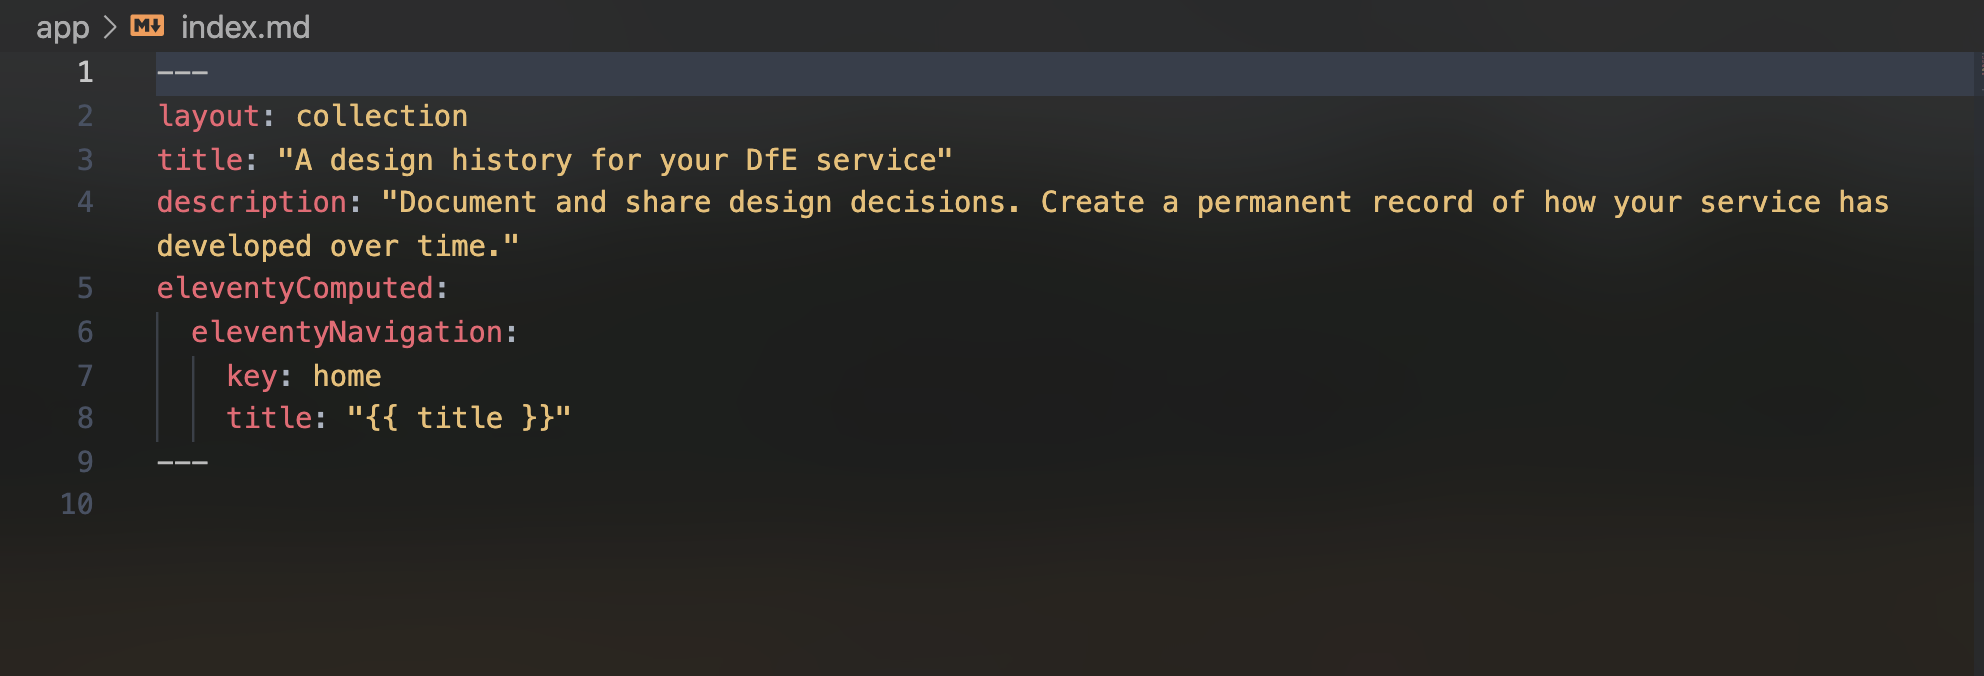 app > M↓ index.md
1 ---
2 layout: collection
3 title: "A design history for your DfE service"
4 description: "Document and share design decisions. Create a permanent record of how your service has
developed over time."
5 eleventyComputed:
6   eleventyNavigation:
7     key: home
8     title: "{{ title }}"
9 ---
10